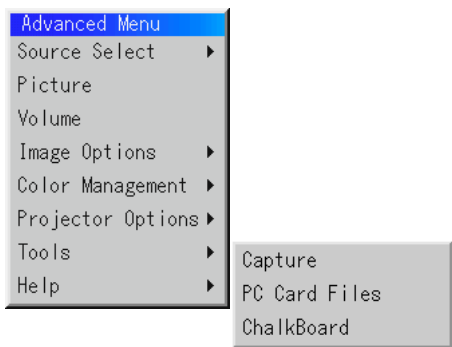 Advanced Menu
Source Select
Picture
Volume
Image Options
Color Management
Projector Options
Tools
Help
Capture
PC Card Files
ChalkBoard